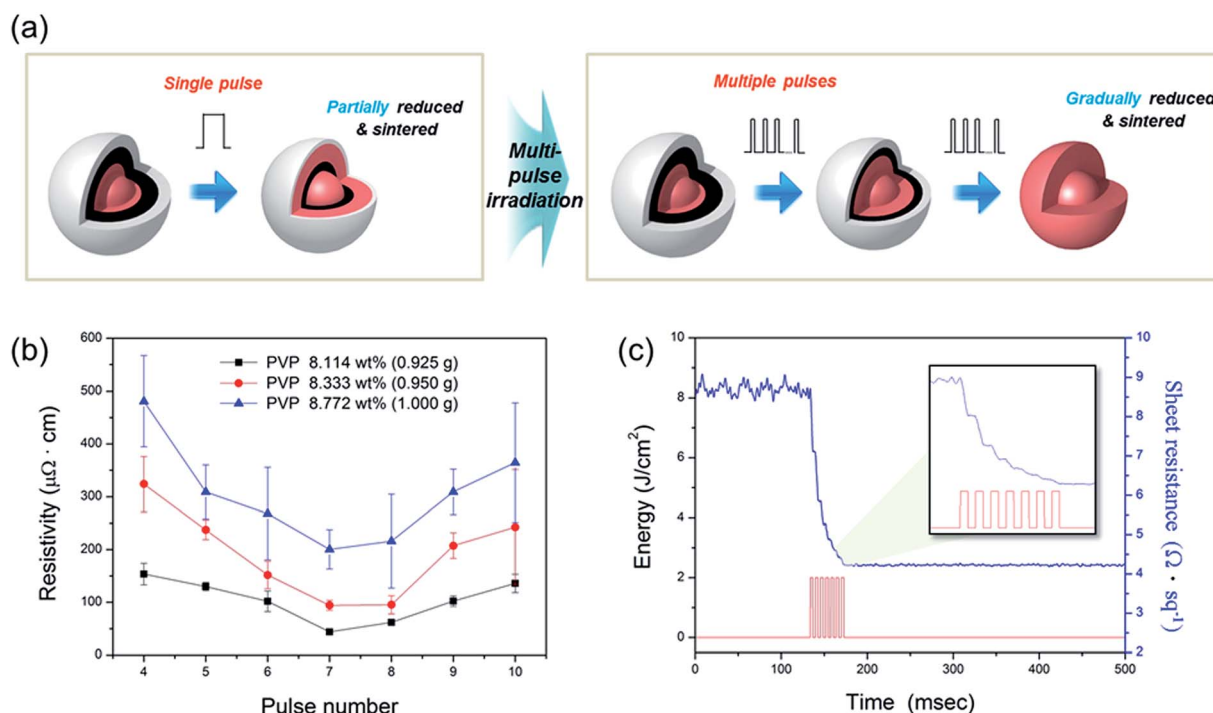 (a)
Single pulse
Partially reduced
& sintered
Multi-
pulse
irradiation
Multiple pulses
Gradually reduced
& sintered
(b)
600
500
400
300
200
100
0
Resistivity (μΩ · cm)
PVP 8.114 wt% (0.925 g)
PVP 8.333 wt% (0.950 g)
PVP 8.772 wt% (1.000 g)
4 5 6 7 8 9 10
Pulse number
(c)
10
8
6
4
2
0
Energy (J/cm²)
10
9
8
7
6
5
4
3
2
Sheet resistance (Ω · sq⁻¹)
0 100 200 300 400 500
Time (msec)